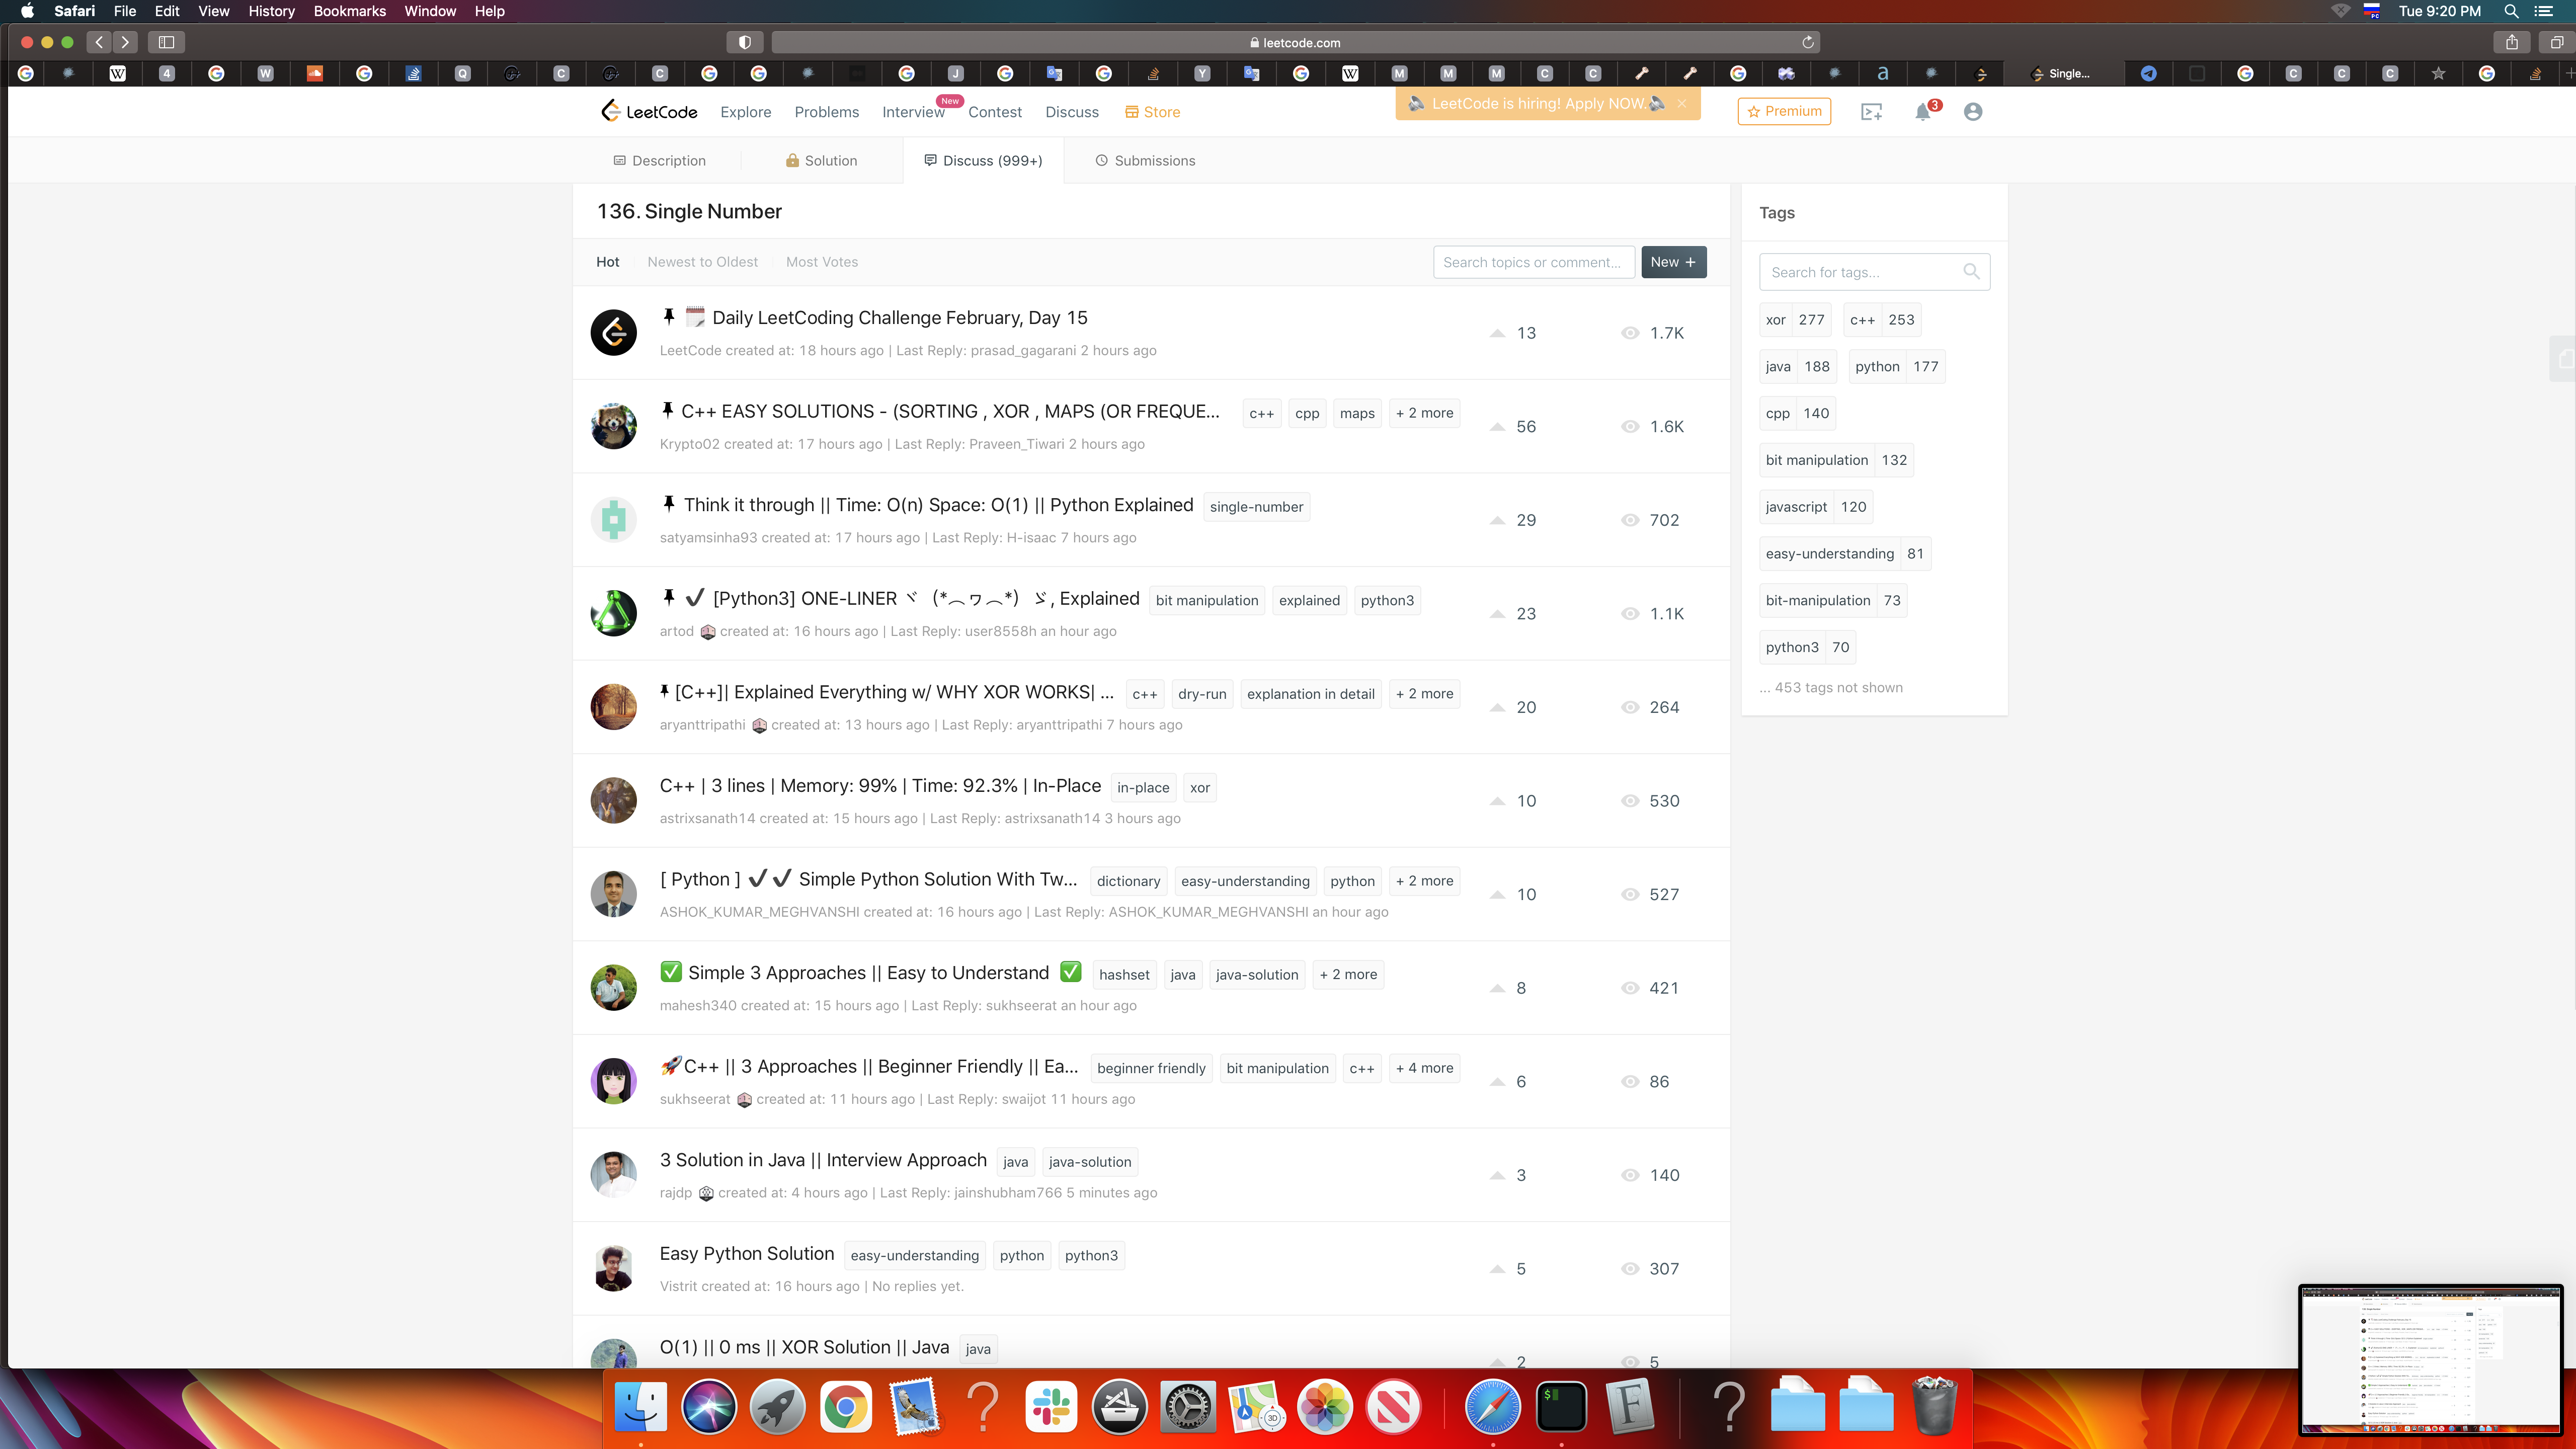 Safari File Edit View History Bookmarks Window Help
Tue 9:20 PM
leetcode.com
Single...
LeetCode Explore Problems Interview New Contest Discuss Store
LeetCode is hiring! Apply NOW.
Premium
3
Description Solution Discuss (999+) Submissions
136. Single Number
Hot Newest to Oldest Most Votes
Search topics or comment... New +
Daily LeetCoding Challenge February, Day 15
13 1.7K
LeetCode created at: 18 hours ago | Last Reply: prasad_gagarani 2 hours ago
C++ EASY SOLUTIONS - (SORTING , XOR , MAPS (OR FREQUE... c++ cpp maps + 2 more
56 1.6K
Krypto02 created at: 17 hours ago | Last Reply: Praveen_Tiwari 2 hours ago
Think it through || Time: O(n) Space: O(1) || Python Explained single-number
29 702
satyamsinha93 created at: 17 hours ago | Last Reply: H-isaac 7 hours ago
✔ [Python3] ONE-LINER ヾ (*︵ヮ︵*) ゞ, Explained bit manipulation explained python3
23 1.1K
artod created at: 16 hours ago | Last Reply: user8558h an hour ago
[C++]| Explained Everything w/ WHY XOR WORKS| ... c++ dry-run explanation in detail + 2 more
20 264
aryanttripathi created at: 13 hours ago | Last Reply: aryanttripathi 7 hours ago
C++ | 3 lines | Memory: 99% | Time: 92.3% | In-Place in-place xor
10 530
astrixsanath14 created at: 15 hours ago | Last Reply: astrixsanath14 3 hours ago
[ Python ] ✔✔ Simple Python Solution With Tw... dictionary easy-understanding python + 2 more
10 527
ASHOK_KUMAR_MEGHVANSHI created at: 16 hours ago | Last Reply: ASHOK_KUMAR_MEGHVANSHI an hour ago
✅ Simple 3 Approaches || Easy to Understand ✅ hashset java java-solution + 2 more
8 421
mahesh340 created at: 15 hours ago | Last Reply: sukhseerat an hour ago
🚀C++ || 3 Approaches || Beginner Friendly || Ea... beginner friendly bit manipulation c++ + 4 more
6 86
sukhseerat created at: 11 hours ago | Last Reply: swaijot 11 hours ago
3 Solution in Java || Interview Approach java java-solution
3 140
rajdp created at: 4 hours ago | Last Reply: jainshubham766 5 minutes ago
Easy Python Solution easy-understanding python python3
5 307
Vistrit created at: 16 hours ago | No replies yet.
O(1) || 0 ms || XOR Solution || Java java
2 5
Tags
Search for tags...
xor 277 c++ 253
java 188 python 177
cpp 140
bit manipulation 132
javascript 120
easy-understanding 81
bit-manipulation 73
python3 70
... 453 tags not shown